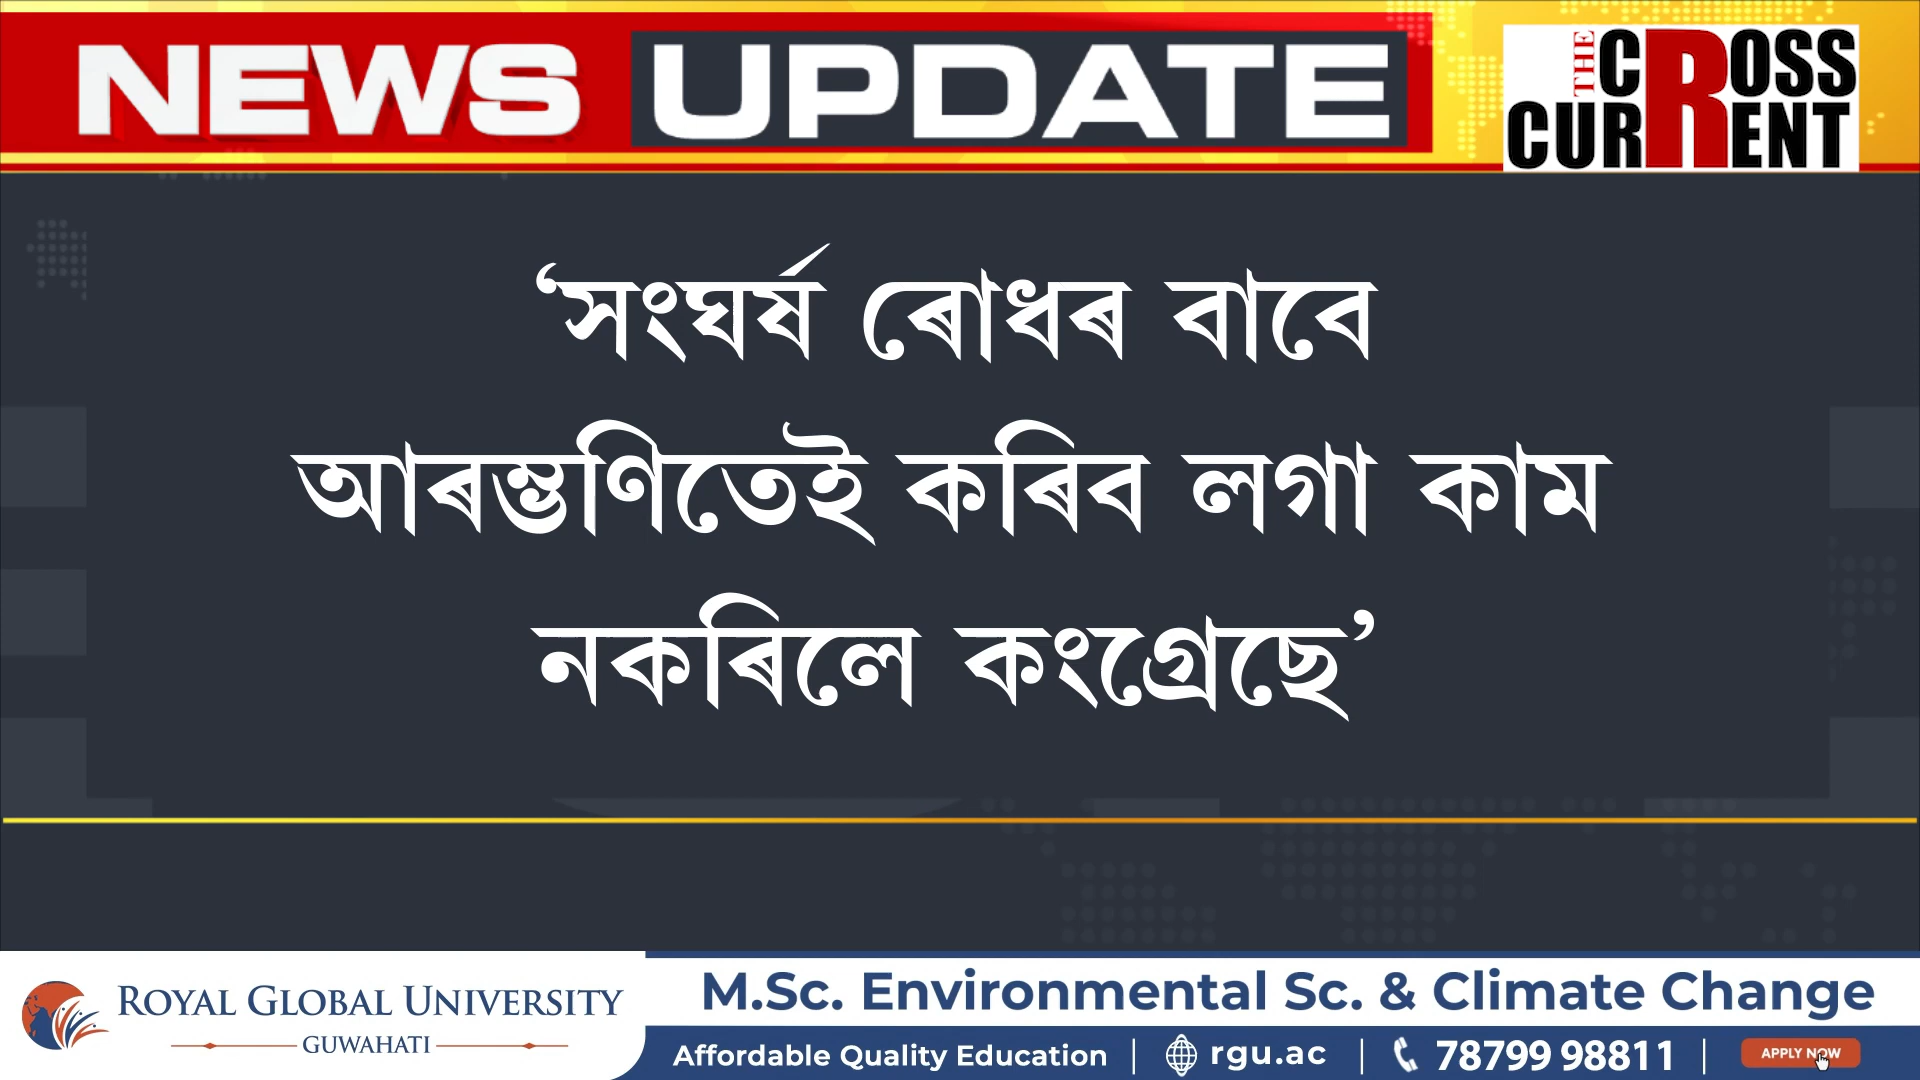 NEWS UPDATE
THE CROSS
CURRENT
‘সংঘৰ্ষ ৰোধৰ বাবে
আৰম্ভণিতেই কৰিব লগা কাম
নকৰিলে কংগ্ৰেছে’
ROYAL GLOBAL UNIVERSITY
GUWAHATI
M.Sc. Environmental Sc. & Climate Change
Affordable Quality Education | rgu.ac | 78799 98811 | APPLY NOW